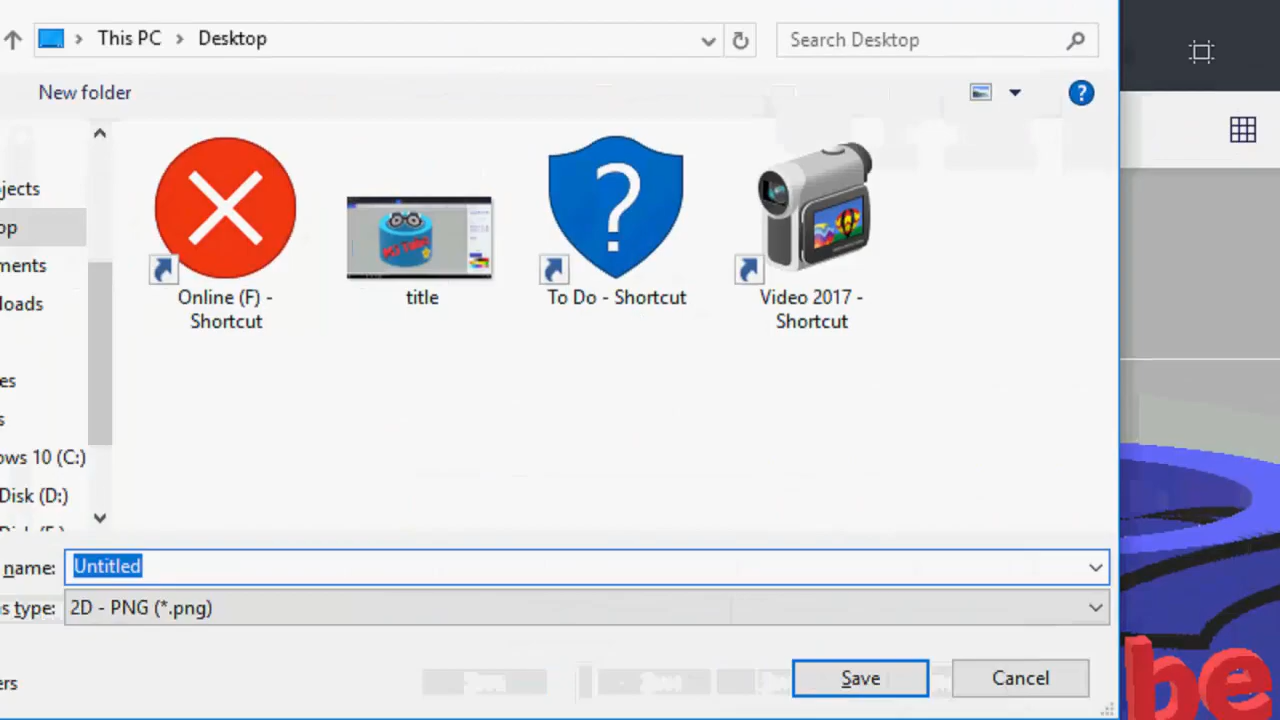 This PC > Desktop
Search Desktop
New folder
?
jects
op
ments
loads
es
s
ows 10 (C:)
Disk (D:)
Online (F) -
Shortcut
title
?
To Do - Shortcut
Video 2017 -
Shortcut
name: Untitled
s type: 2D - PNG (*.png)
ers
Save
Cancel
be